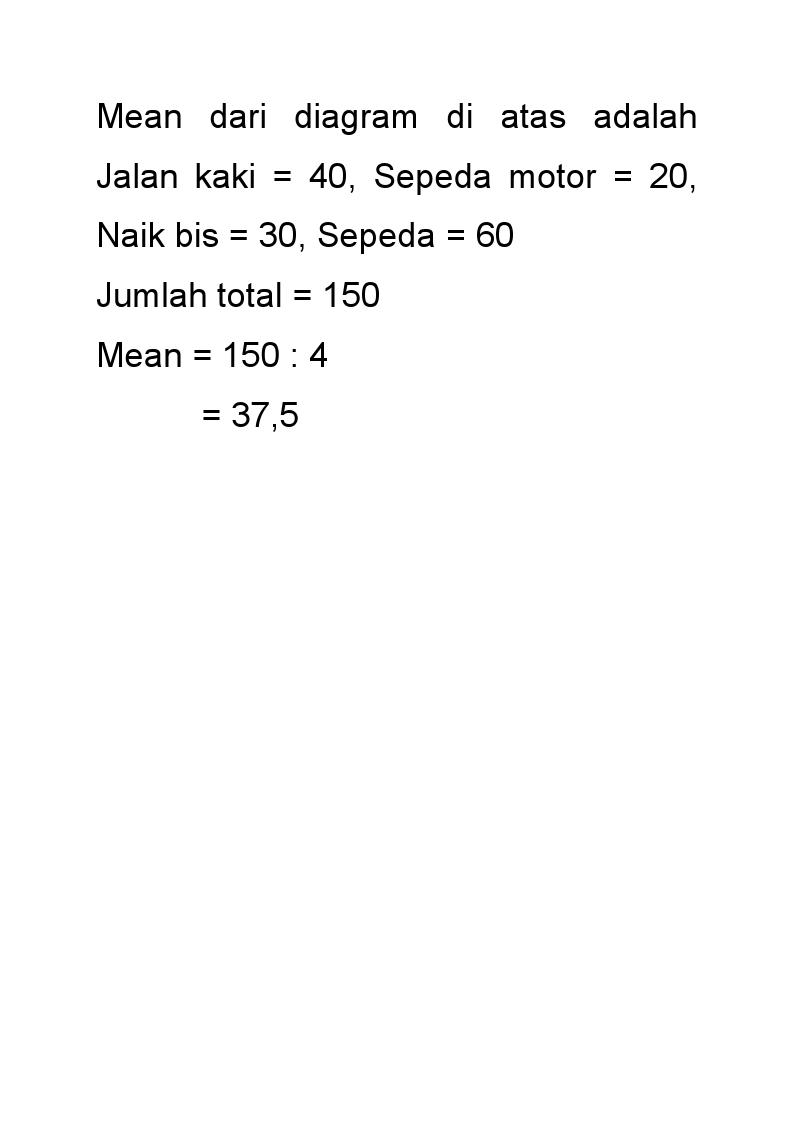 Mean dari diagram di atas adalah
Jalan kaki = 40, Sepeda motor = 20,
Naik bis = 30, Sepeda = 60
Jumlah total = 150
Mean = 150 : 4
= 37,5